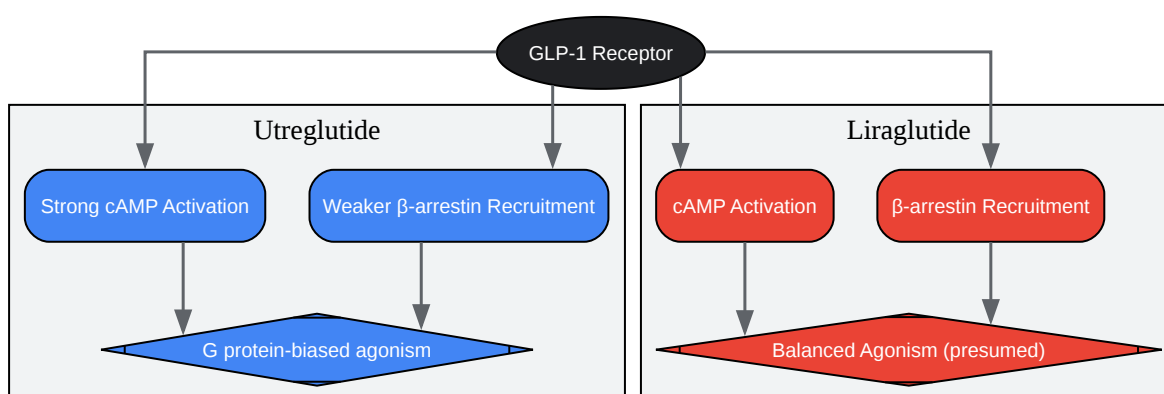 GLP-1 Receptor
Utreglutide
Liraglutide
Strong cAMP Activation
Weaker β-arrestin Recruitment
cAMP Activation
β-arrestin Recruitment
G protein-biased agonism
Balanced Agonism (presumed)